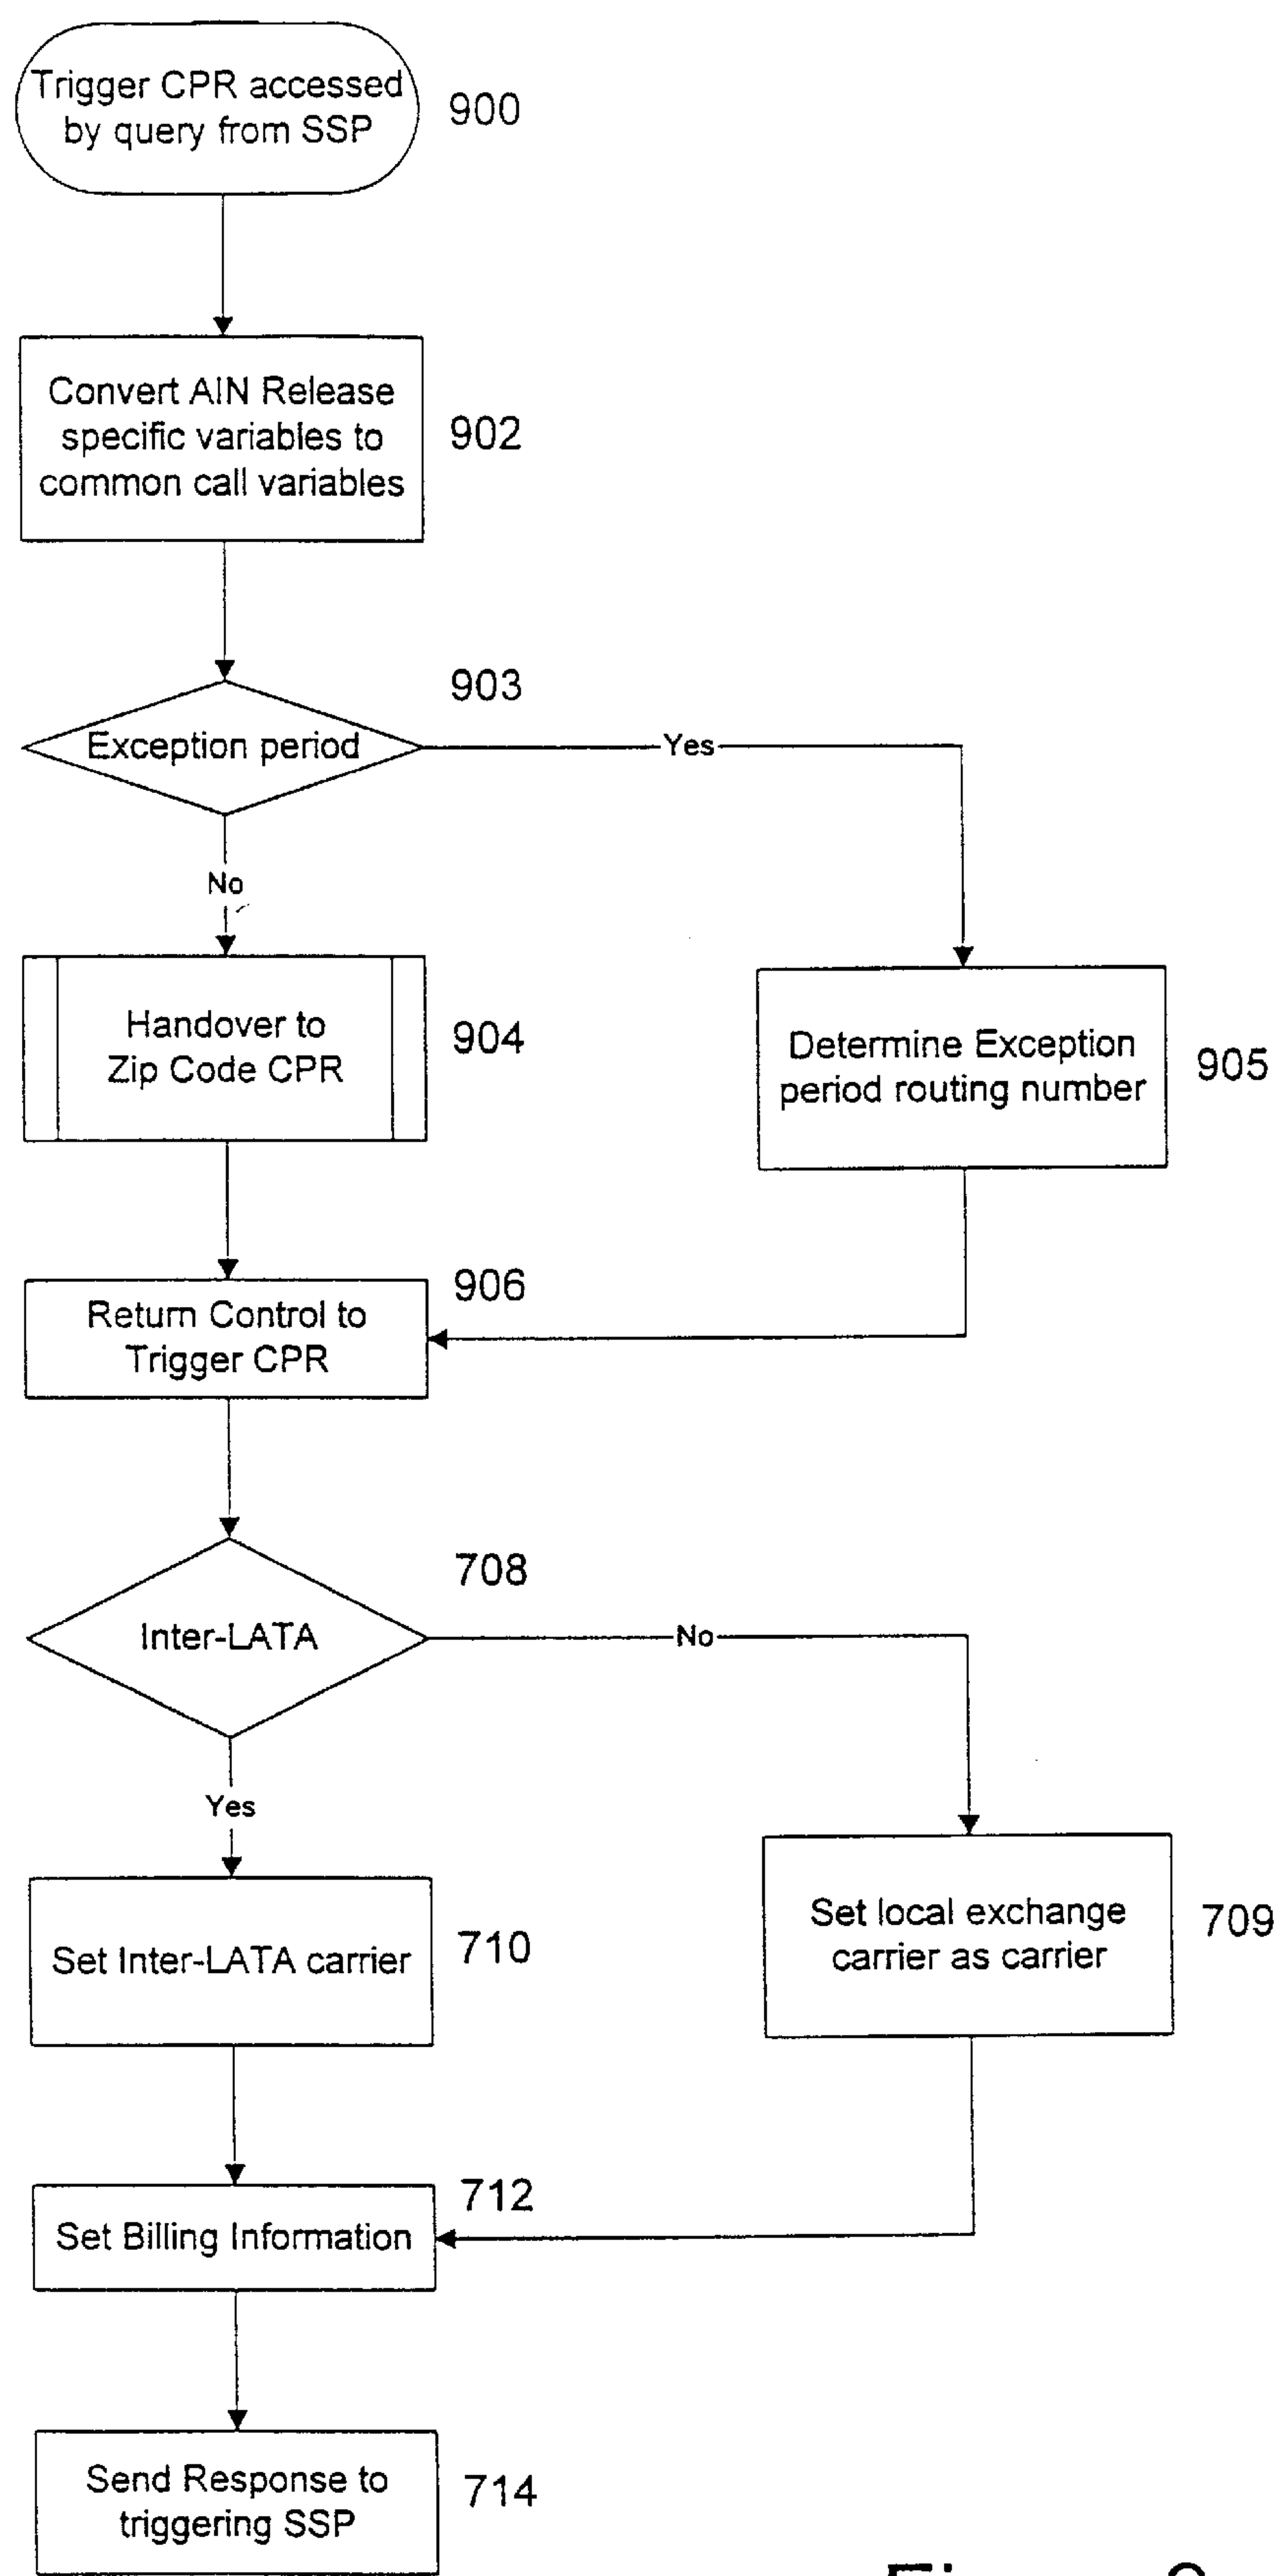 Trigger CPR accessed
by query from SSP
900
Convert AIN Release
specific variables to
common call variables
902
903
Exception period
Yes
No
Handover to
Zip Code CPR
904
Determine Exception
period routing number
905
906
Return Control to
Trigger CPR
708
Inter-LATA
No
Yes
Set Inter-LATA carrier
710
Set local exchange
carrier as carrier
709
712
Set Billing Information
Send Response to
triggering SSP
714